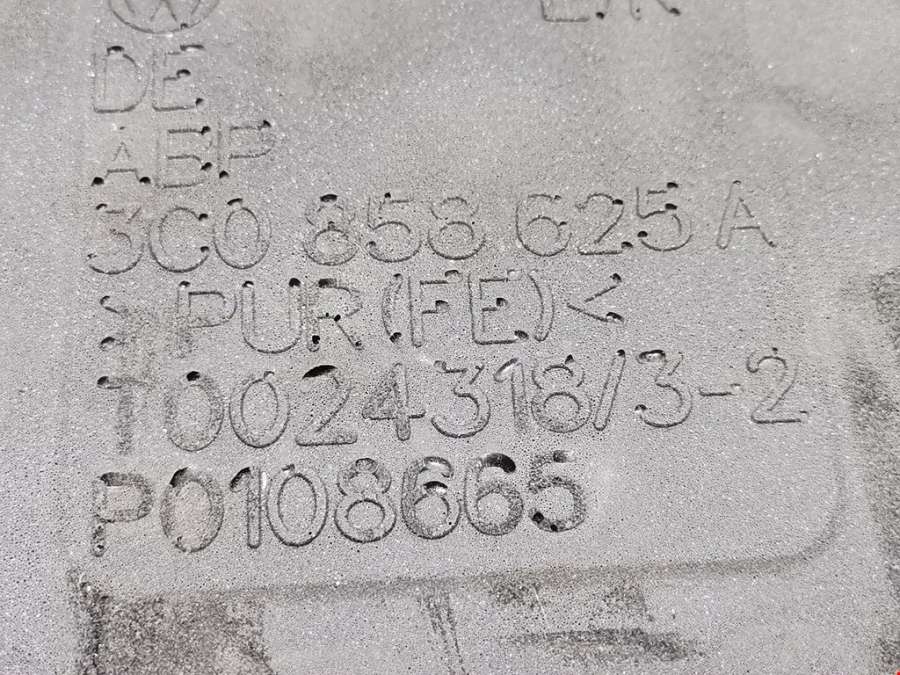 DE
ABP
3C0 858 625 A
>PUR(FE)<
T0024318/3-2
P0108665